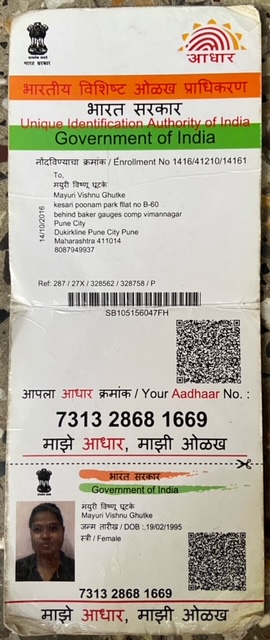 भारत सरकार
आधार
भारतीय विशिष्ट ओळख प्राधिकरण
भारत सरकार
Unique Identification Authority of India
Government of India
नोंदविण्याचा क्रमांक / Enrollment No 1416/41210/14161
14/10/2016
To,
मयुरी विष्णू घूटके
Mayuri Vishnu Ghutke
kesari poonam park fllat no B-60
behind baker gauges comp vimannagar
Pune City
Dukirkline Pune City Pune
Maharashtra 411014
8087949937
Ref: 287 / 27X / 328562 / 328758 / P
SB105156047FH
आपला आधार क्रमांक / Your Aadhaar No. :
7313 2868 1669
माझे आधार, माझी ओळख
भारत सरकार
Government of India
मयुरी विष्णू घूटके
Mayuri Vishnu Ghutke
जन्म तारीख / DOB : 19/02/1995
स्त्री / Female
7313 2868 1669
माझे आधार, माझी ओळख